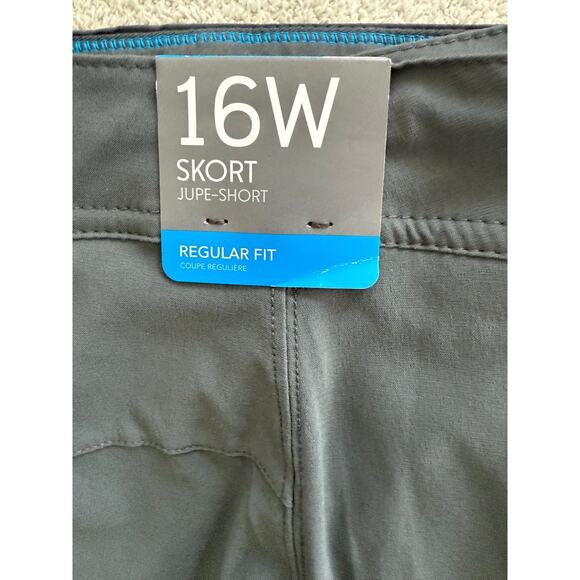 16W
SKORT
JUPE-SHORT
REGULAR FIT
COUPE RÉGULIÈRE